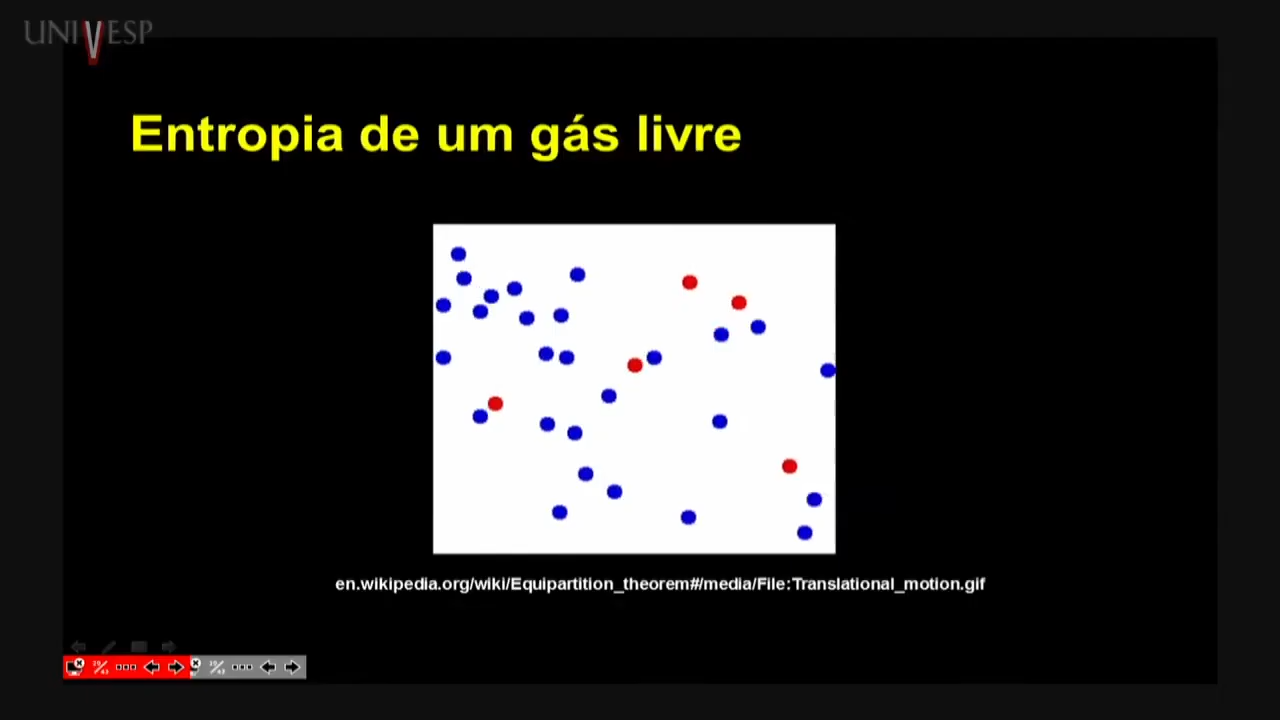 UNIVESP
Entropia de um gás livre
en.wikipedia.org/wiki/Equipartition_theorem#/media/File:Translational_motion.gif